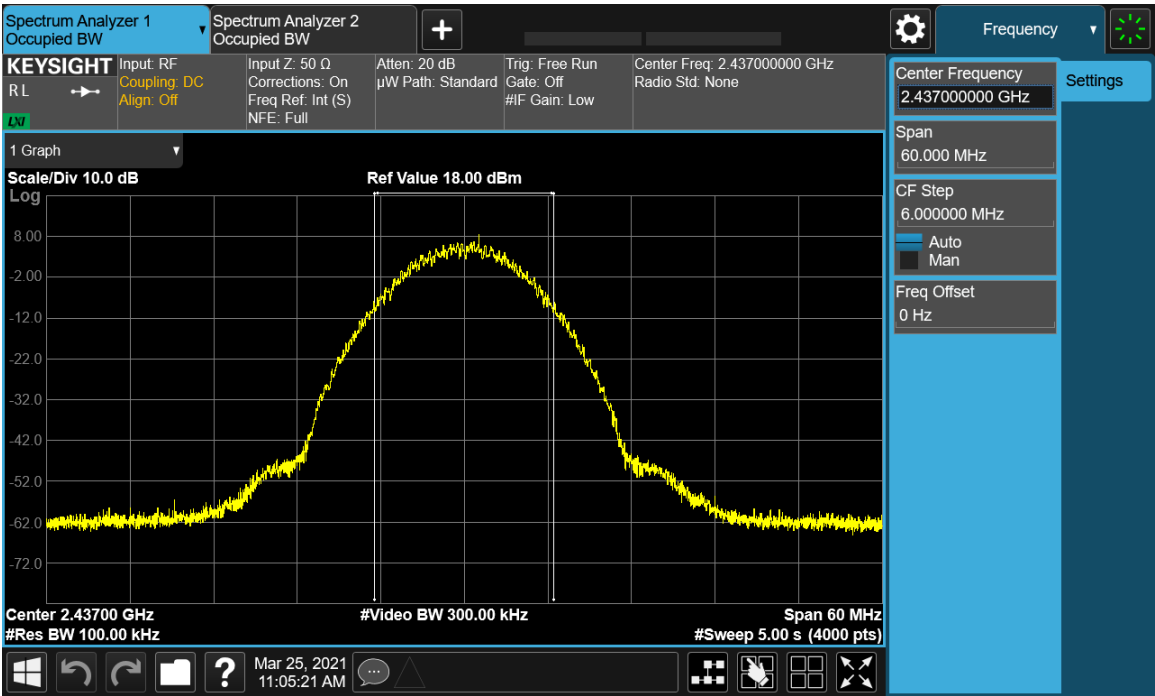 Spectrum Analyzer 1
Occupied BW
Spectrum Analyzer 2
Occupied BW
Frequency
KEYSIGHT
RL
LXI
Input: RF
Coupling: DC
Align: Off
Input Z: 50 Ω
Corrections: On
Freq Ref: Int (S)
NFE: Full
Atten: 20 dB
µW Path: Standard
Trig: Free Run
Gate: Off
#IF Gain: Low
Center Freq: 2.437000000 GHz
Radio Std: None
Center Frequency
2.437000000 GHz
Settings
Span
60.000 MHz
CF Step
6.000000 MHz
Auto
Man
Freq Offset
0 Hz
1 Graph
Scale/Div 10.0 dB
Ref Value 18.00 dBm
Log
8.00
-2.00
-12.0
-22.0
-32.0
-42.0
-52.0
-62.0
-72.0
Center 2.43700 GHz
#Video BW 300.00 kHz
Span 60 MHz
#Res BW 100.00 kHz
#Sweep 5.00 s (4000 pts)
?
Mar 25, 2021
11:05:21 AM